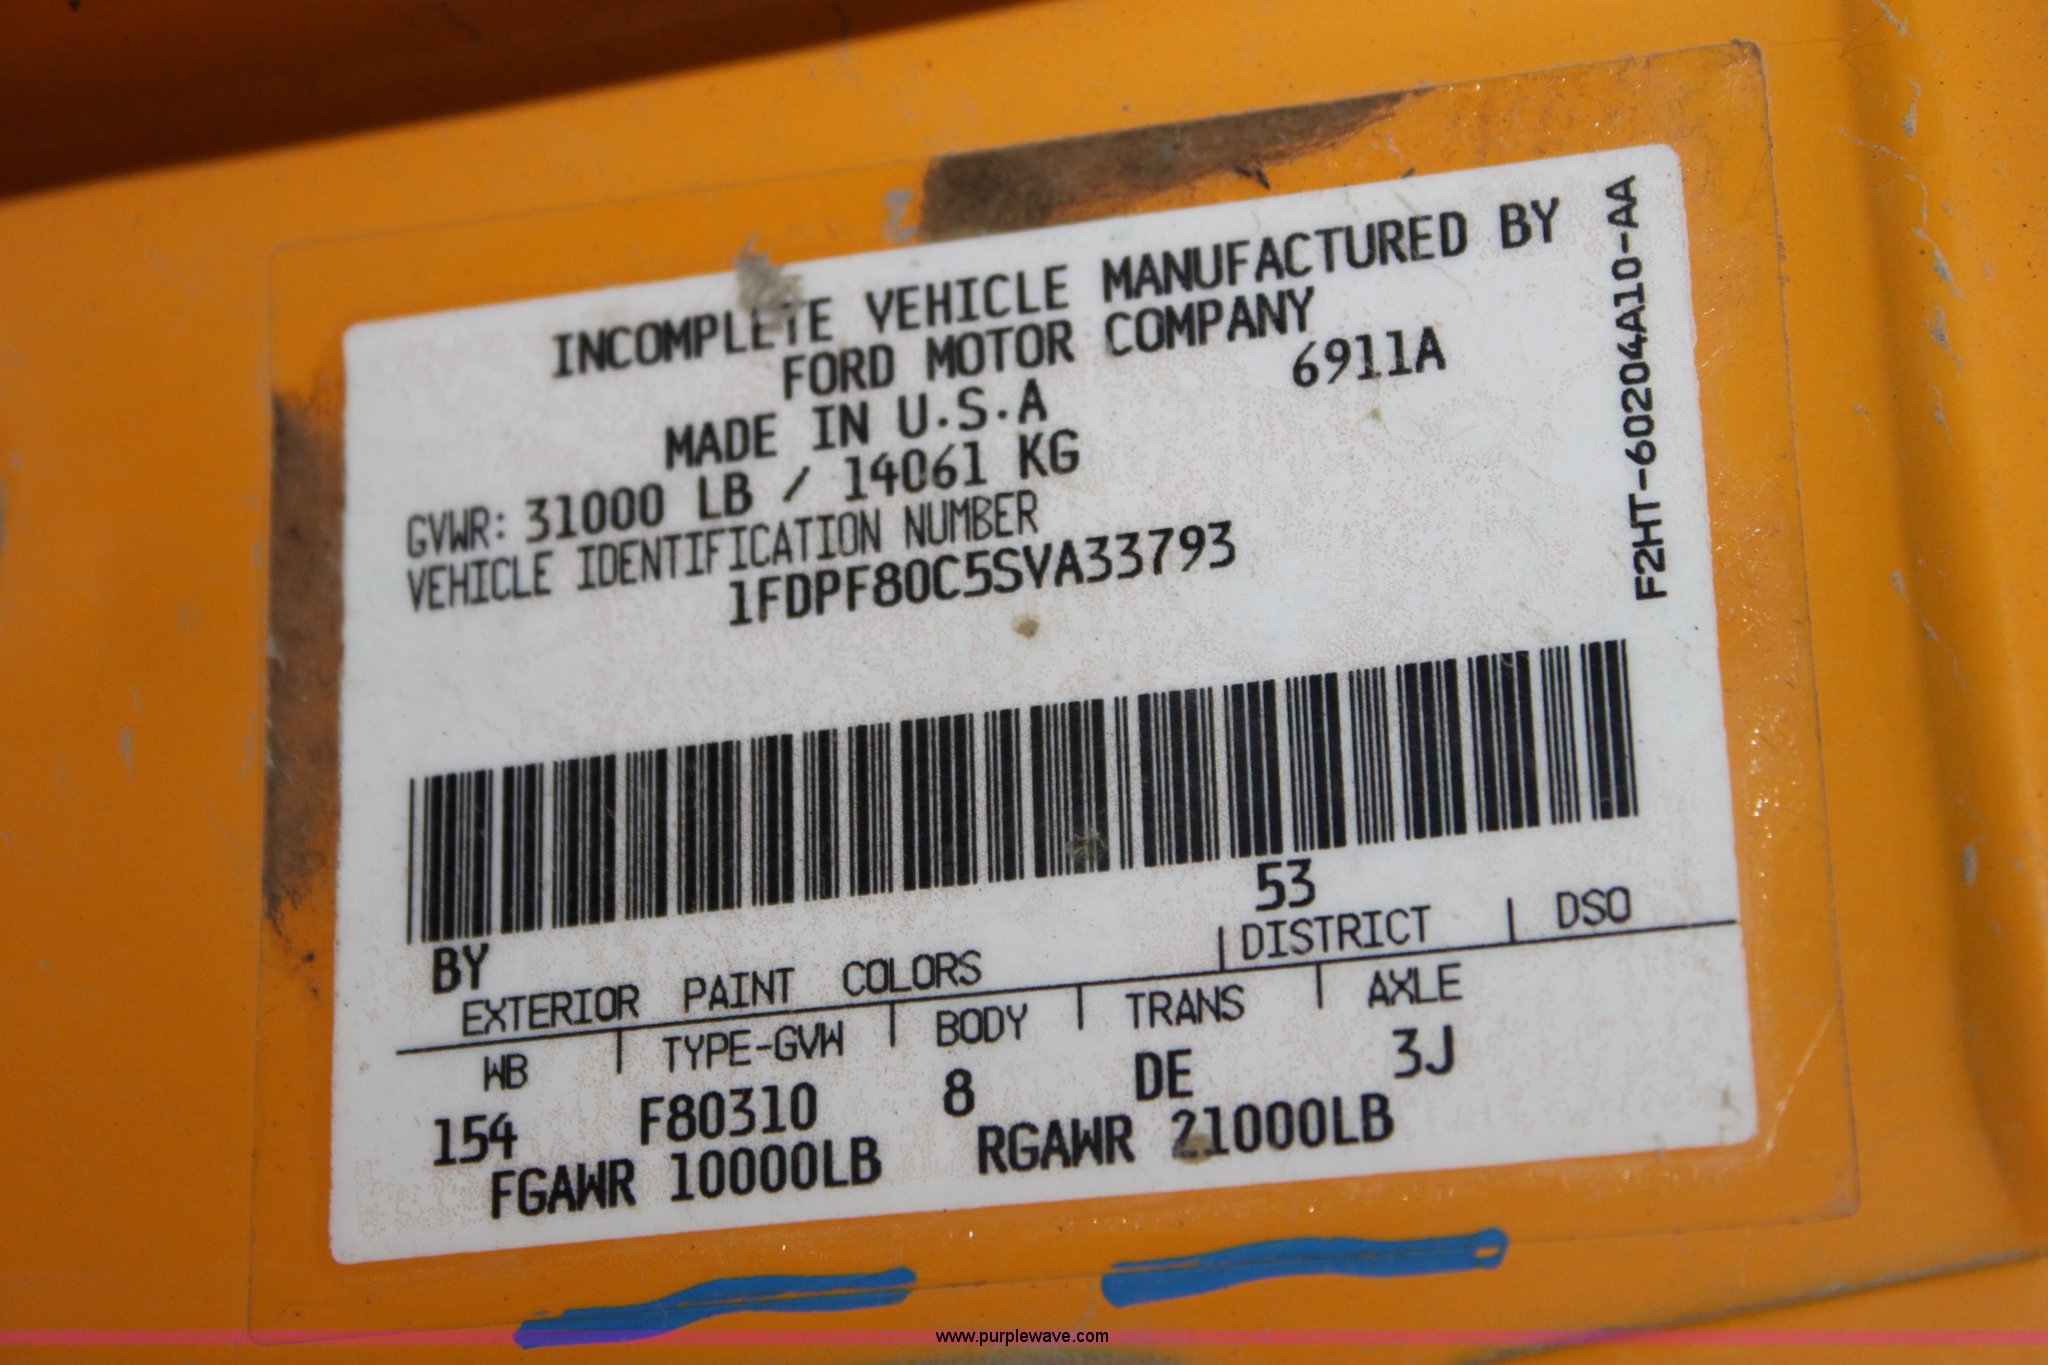 INCOMPLETE VEHICLE MANUFACTURED BY
FORD MOTOR COMPANY
MADE IN U.S.A 6911A
GVWR: 31000 LB / 14061 KG
VEHICLE IDENTIFICATION NUMBER
1FDPF80C5SVA33793
F2HT-60204A10-AA
53
BY
EXTERIOR PAINT COLORS | DISTRICT | DSO
WB | TYPE-GVW | BODY | TRANS | AXLE
154 F80310 8 DE 3J
FGAWR 10000LB RGAWR 21000LB
www.purplewave.com